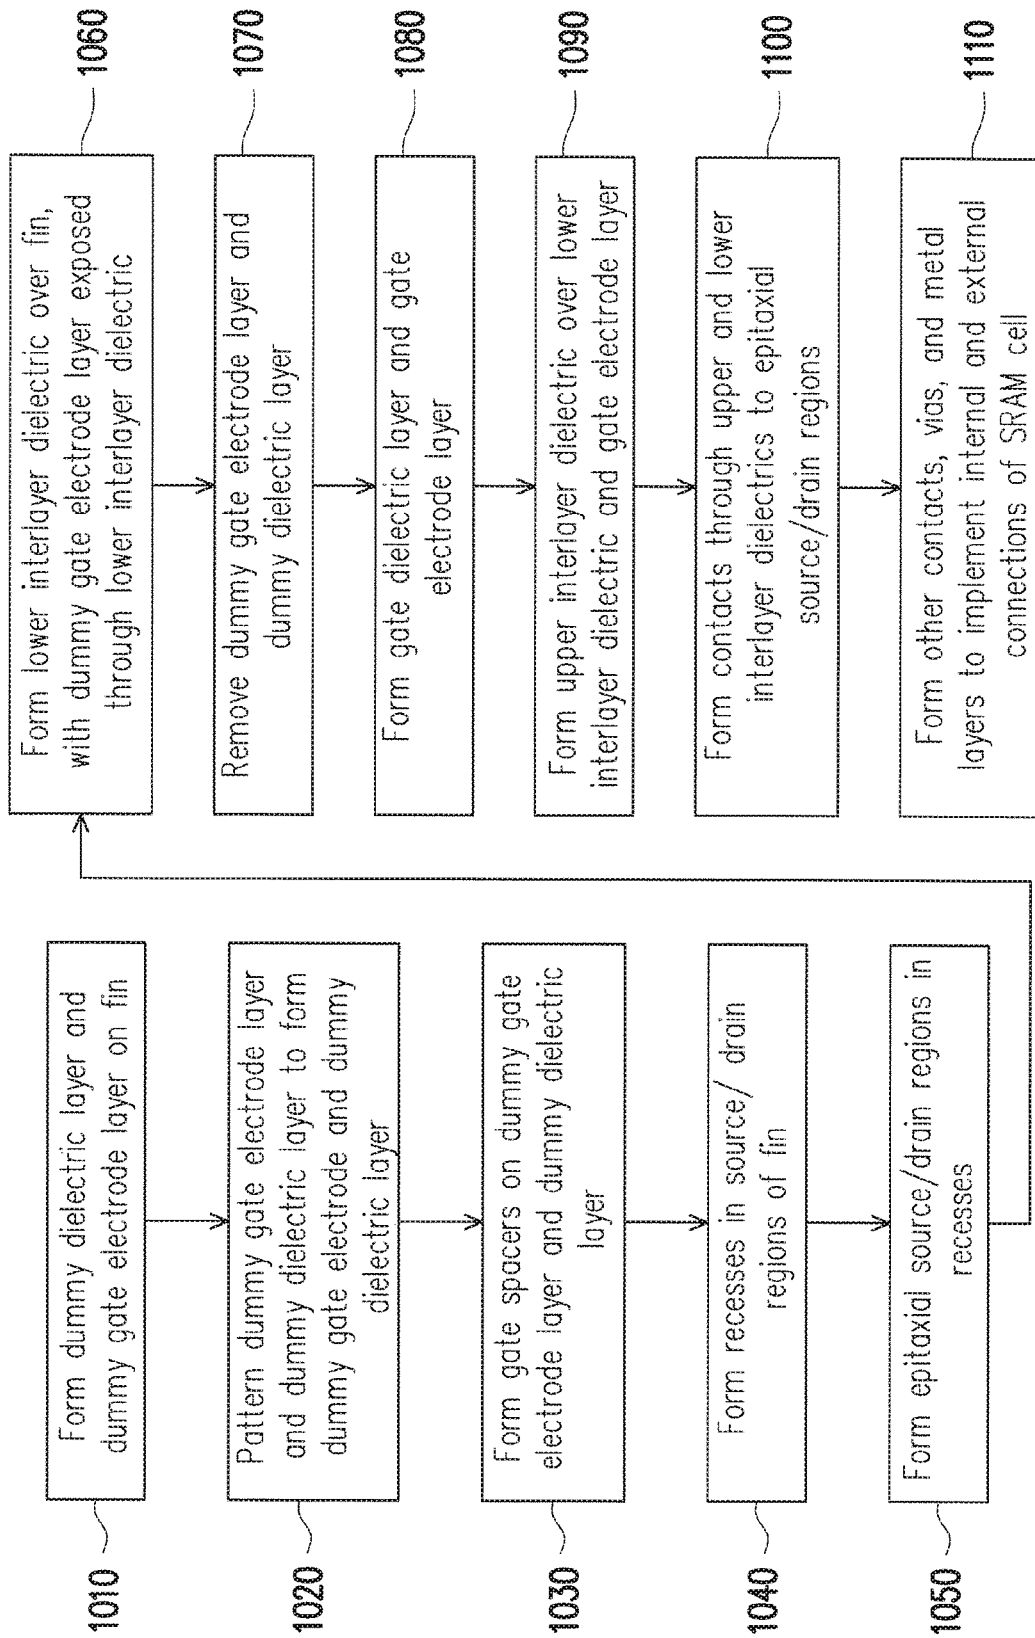 1010
Form dummy dielectric layer and
dummy gate electrode layer on fin
1020
Pattern dummy gate electrode layer
and dummy dielectric layer to form
dummy gate electrode and dummy
dielectric layer
1030
Form gate spacers on dummy gate
electrode layer and dummy dielectric
layer
1040
Form recesses in source/ drain
regions of fin
1050
Form epitaxial source/drain regions in
recesses
1060
Form lower interlayer dielectric over fin,
with dummy gate electrode layer exposed
through lower interlayer dielectric
1070
Remove dummy gate electrode layer and
dummy dielectric layer
1080
Form gate dielectric layer and gate
electrode layer
1090
Form upper interlayer dielectric over lower
interlayer dielectric and gate electrode layer
1100
Form contacts through upper and lower
interlayer dielectrics to epitaxial
source/drain regions
1110
Form other contacts, vias, and metal
layers to implement internal and external
connections of SRAM cell